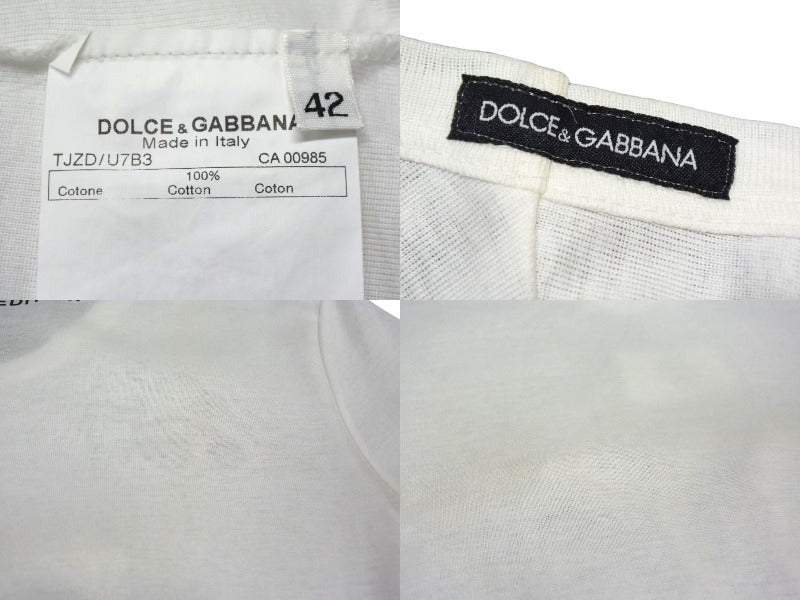 42
DOLCE & GABBANA
Made in Italy
TJZD/U7B3 CA 00985
100%
Cotone Cotton Coton
DOLCE & GABBANA